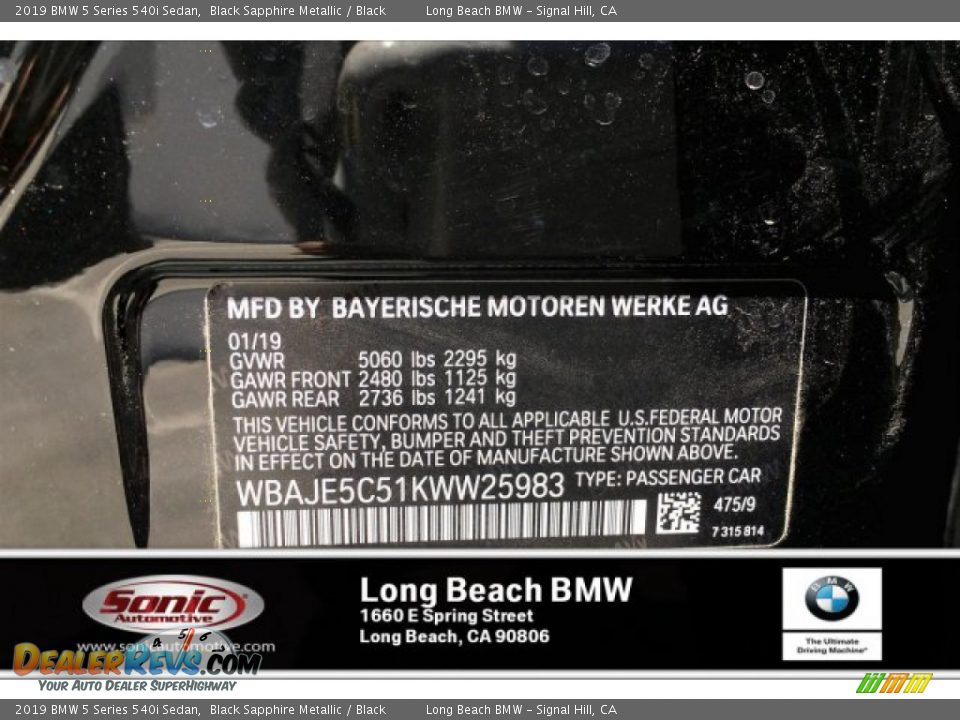 2019 BMW 5 Series 540i Sedan, Black Sapphire Metallic / Black Long Beach BMW - Signal Hill, CA
MFD BY BAYERISCHE MOTOREN WERKE AG
01/19
GVWR 5060 lbs 2295 kg
GAWR FRONT 2480 lbs 1125 kg
GAWR REAR 2736 lbs 1241 kg
THIS VEHICLE CONFORMS TO ALL APPLICABLE U.S.FEDERAL MOTOR
VEHICLE SAFETY, BUMPER AND THEFT PREVENTION STANDARDS
IN EFFECT ON THE DATE OF MANUFACTURE SHOWN ABOVE.
WBAJE5C51KWW25983 TYPE: PASSENGER CAR
475/9
7 315 814
Sonic
Automotive
www.sonicautomotive.com
Long Beach BMW
1660 E Spring Street
Long Beach, CA 90806
BMW
The Ultimate
Driving Machine®
4 5 6
DEALERREVS.COM
YOUR AUTO DEALER SUPERHIGHWAY
2019 BMW 5 Series 540i Sedan, Black Sapphire Metallic / Black Long Beach BMW - Signal Hill, CA